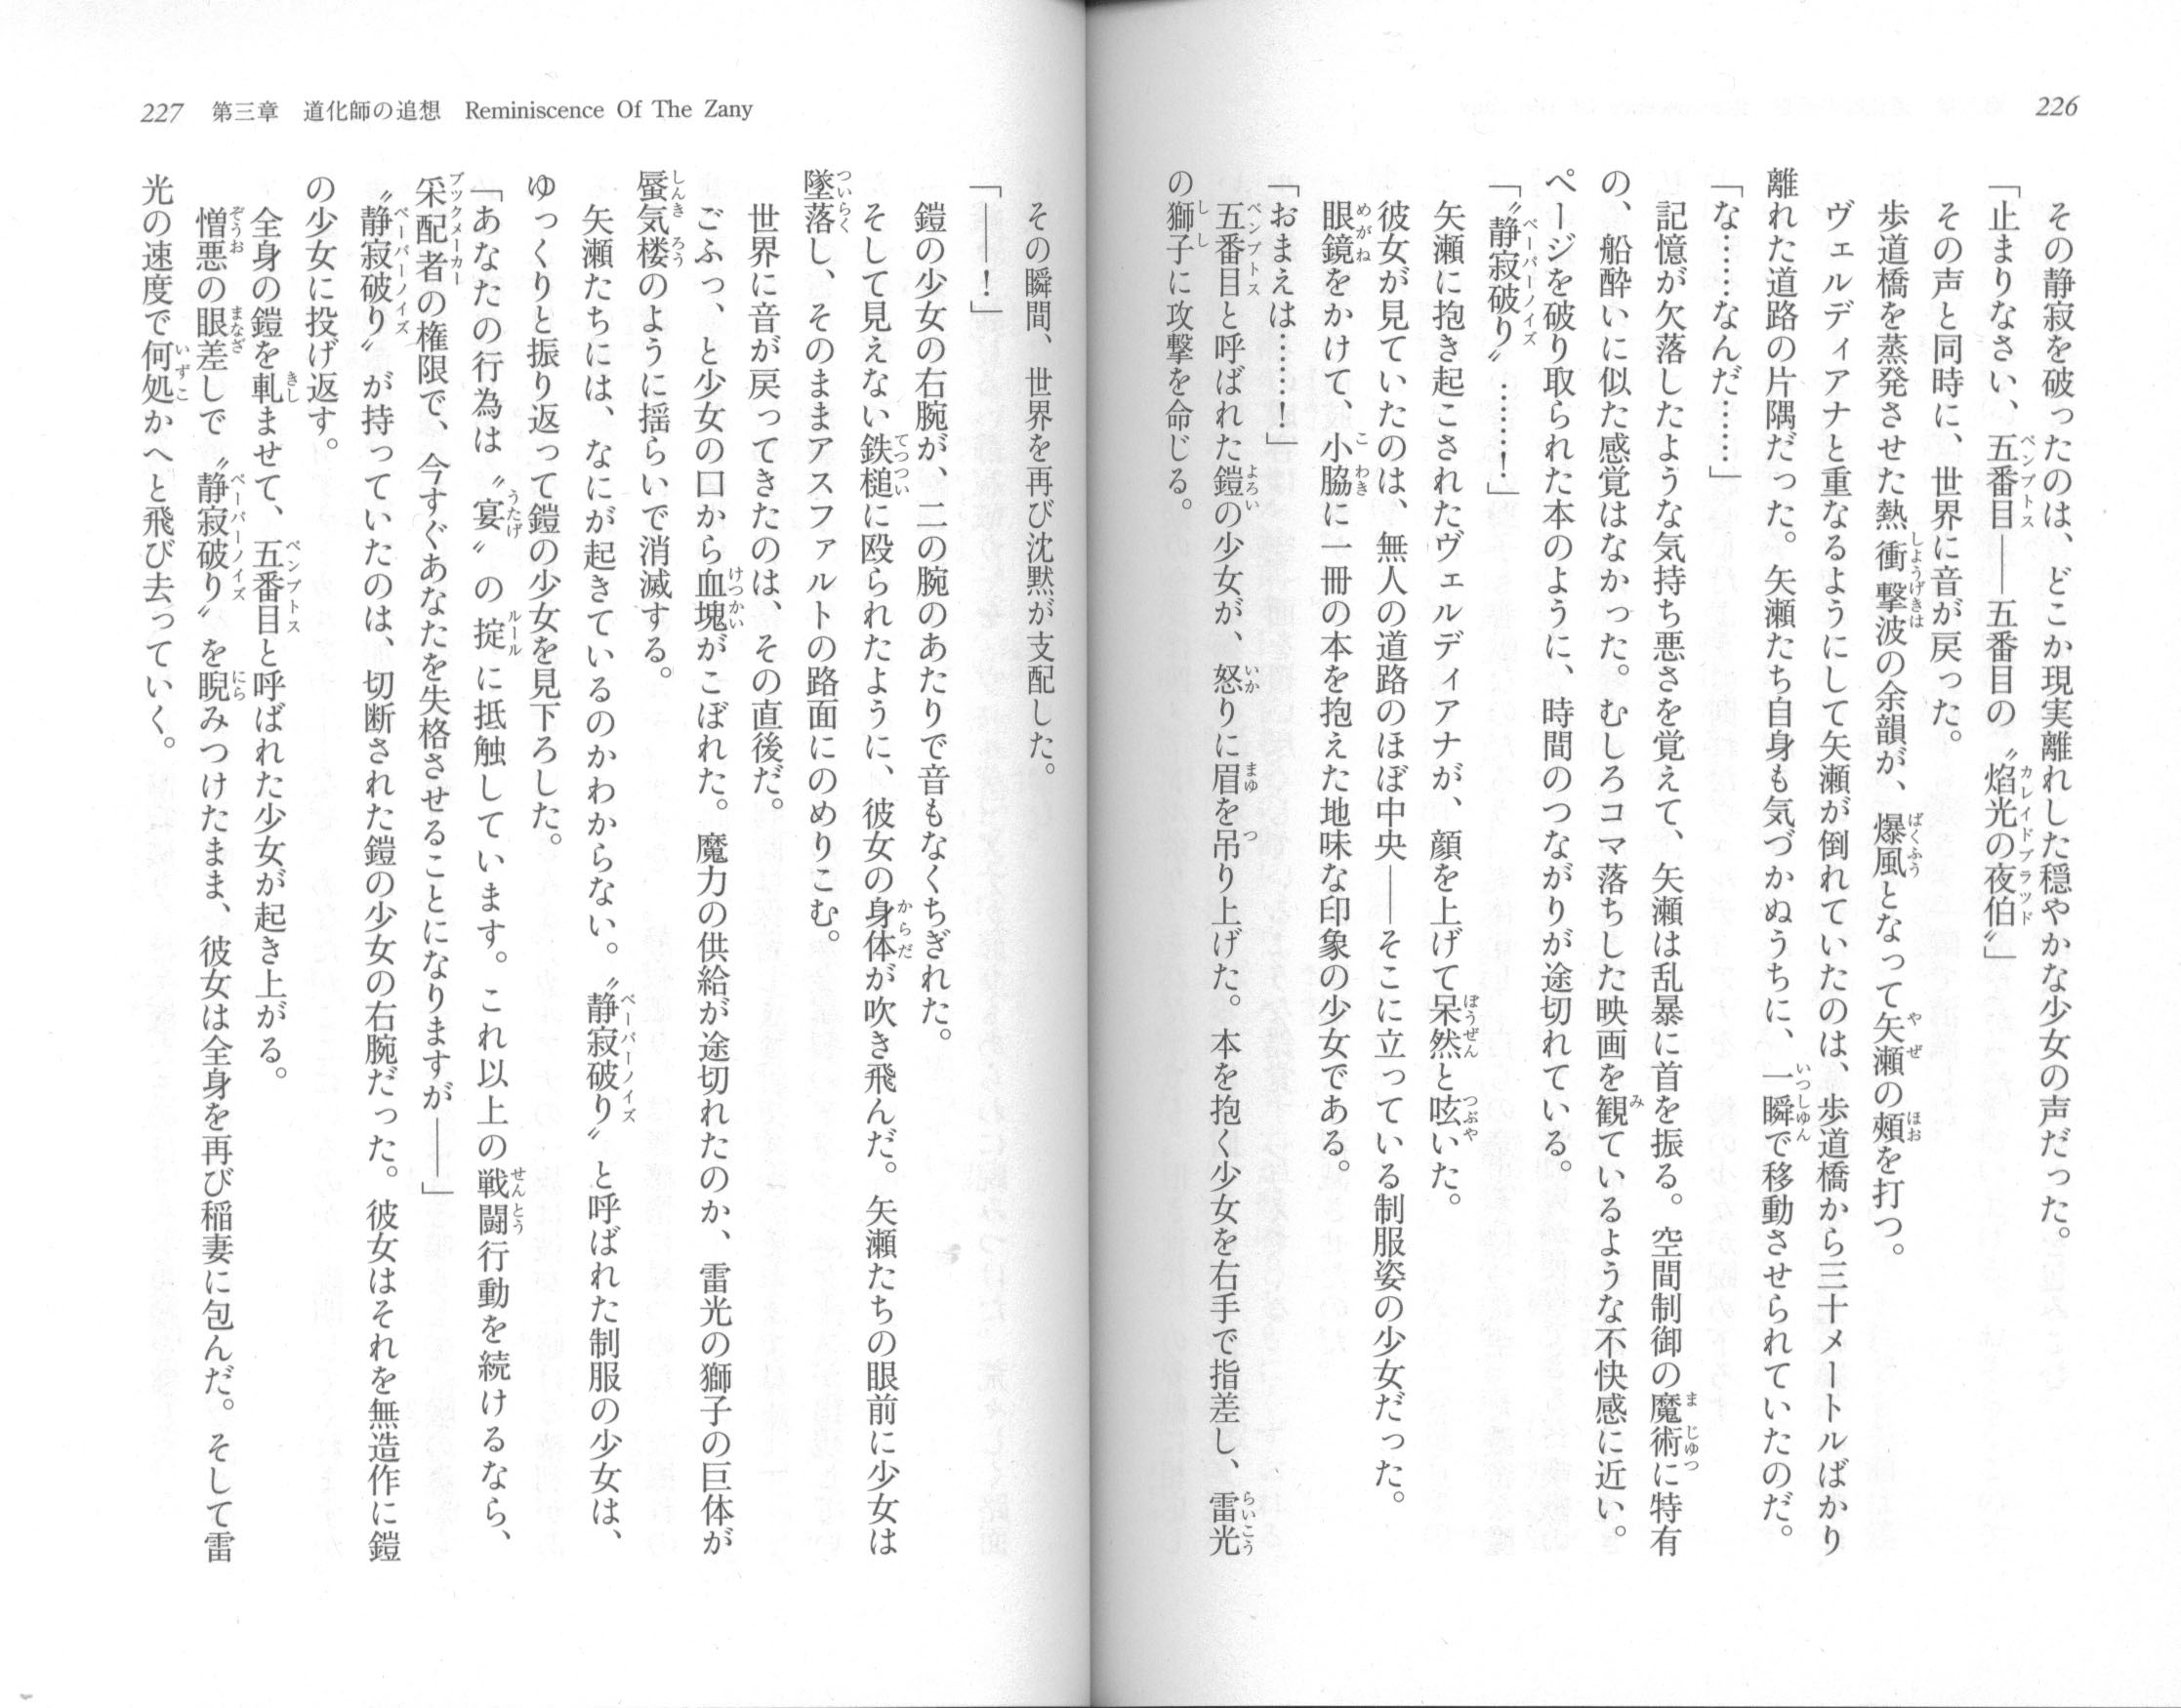 226
その静寂を破ったのは、どこか現実離れした穏やかな少女の声だった。
「止まりなさい、五番目――五番目の〝焰光の夜伯〟」
その声と同時に、世界に音が戻った。
歩道橋を蒸発させた熱衝撃波の余韻が、爆風となって矢瀬の頰を打つ。
ヴェルディアナと重なるようにして矢瀬が倒れていたのは、歩道橋から三十メートルばかり
離れた道路の片隅だった。矢瀬たち自身も気づかぬうちに、一瞬で移動させられていたのだ。
「な……なんだ……」
記憶が欠落したような気持ち悪さを覚えて、矢瀬は乱暴に首を振る。空間制御の魔術に特有
の、船酔いに似た感覚はなかった。むしろコマ落ちした映画を観ているような不快感に近い。
ページを破り取られた本のように、時間のつながりが途切れている。
「〝静寂破り〟……！」
矢瀬に抱き起こされたヴェルディアナが、顔を上げて呆然と呟いた。
彼女が見ていたのは、無人の道路のほぼ中央――そこに立っている制服姿の少女だった。
眼鏡をかけて、小脇に一冊の本を抱えた地味な印象の少女である。
「おまえは……！」
五番目と呼ばれた鎧の少女が、怒りに眉を吊り上げた。本を抱く少女を右手で指差し、雷光
の獅子に攻撃を命じる。
227 第三章 道化師の追想 Reminiscence Of The Zany
その瞬間、世界を再び沈黙が支配した。
「――！」
鎧の少女の右腕が、二の腕のあたりで音もなくちぎれた。
そして見えない鉄槌に殴られたように、彼女の身体が吹き飛んだ。矢瀬たちの眼前に少女は
墜落し、そのままアスファルトの路面にのめりこむ。
世界に音が戻ってきたのは、その直後だ。
ごふっ、と少女の口から血塊がこぼれた。魔力の供給が途切れたのか、雷光の獅子の巨体が
蜃気楼のように揺らいで消滅する。
矢瀬たちには、なにが起きているのかわからない。〝静寂破り〟と呼ばれた制服の少女は、
ゆっくりと振り返って鎧の少女を見下ろした。
「あなたの行為は〝宴〟の掟に抵触しています。これ以上の戦闘行動を続けるなら、
采配者の権限で、今すぐあなたを失格させることになりますが――」
〝静寂破り〟が持っていたのは、切断された鎧の少女の右腕だった。彼女はそれを無造作に鎧
の少女に投げ返す。
全身の鎧を軋ませて、五番目と呼ばれた少女が起き上がる。
憎悪の眼差しで〝静寂破り〟を睨みつけたまま、彼女は全身を再び稲妻に包んだ。そして雷
光の速度で何処かへと飛び去っていく。